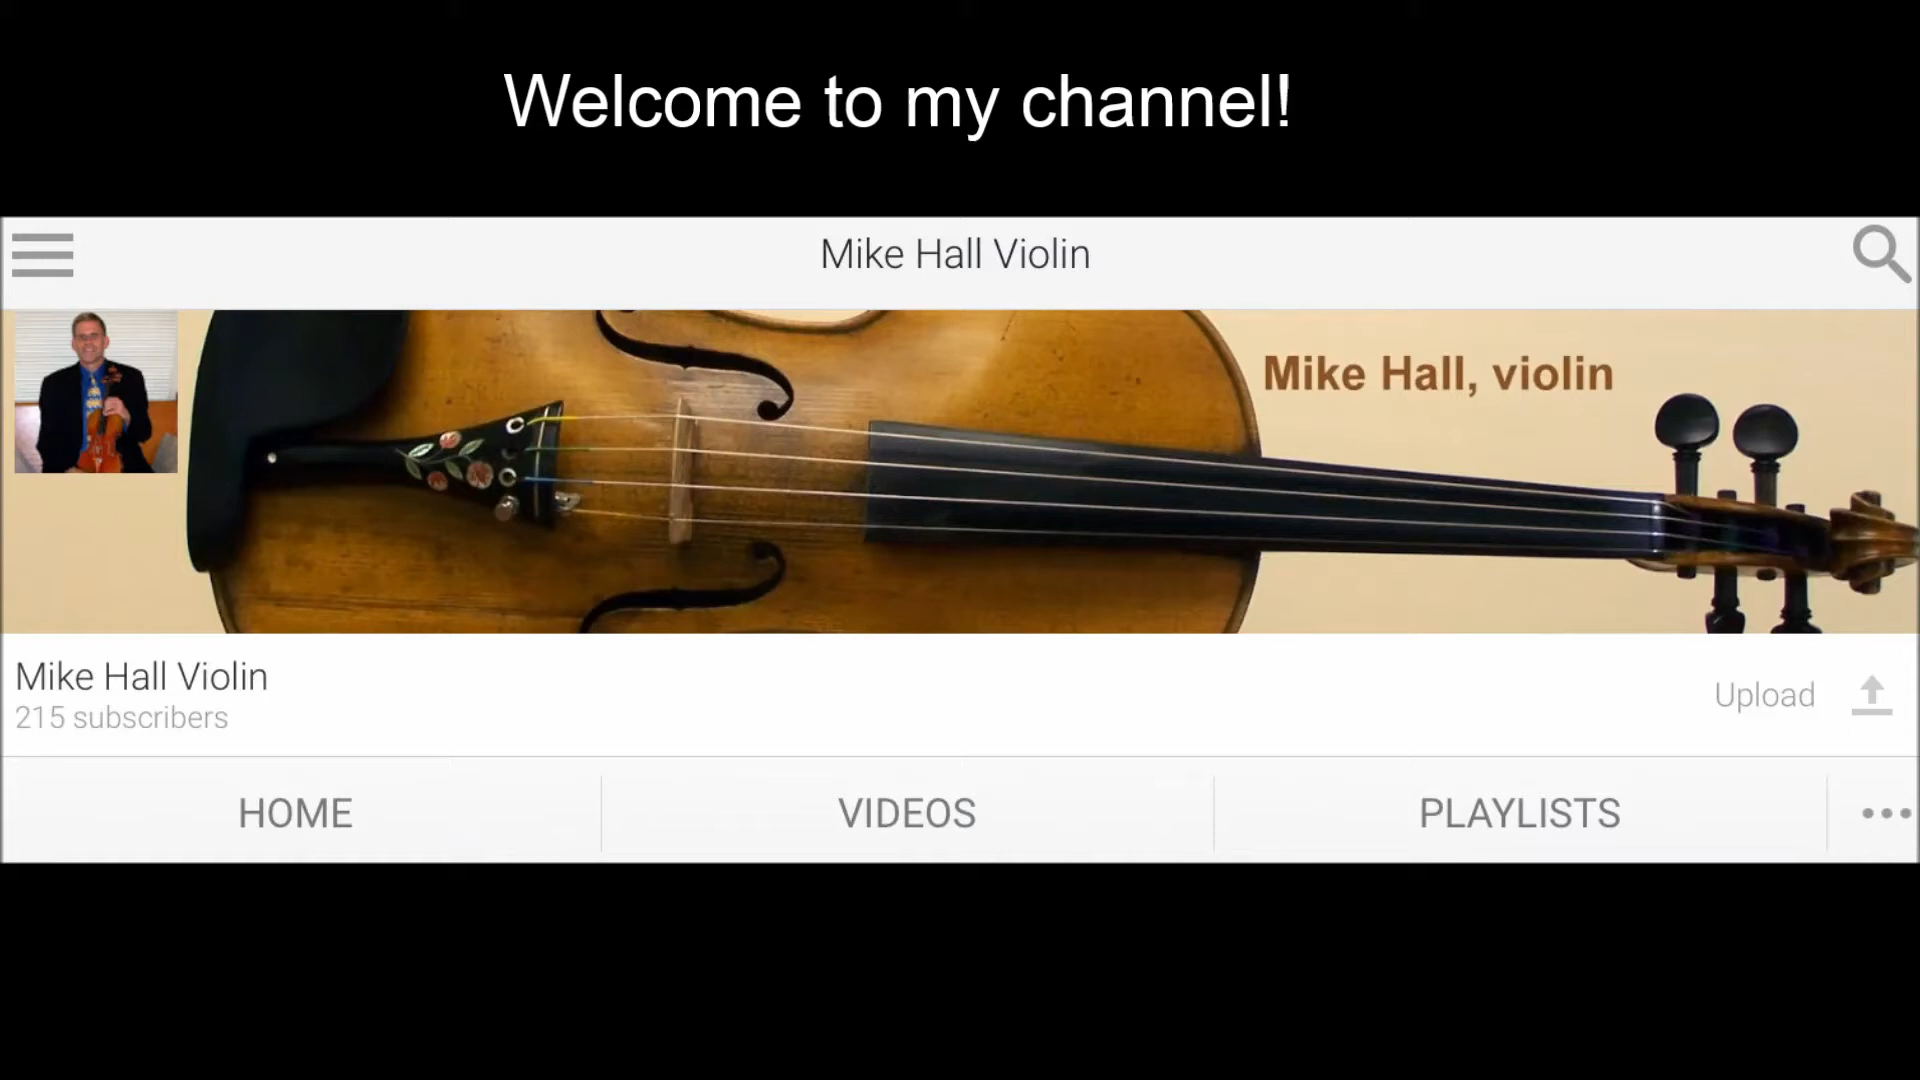 Welcome to my channel!
Mike Hall Violin
Mike Hall, violin
Mike Hall Violin
215 subscribers
Upload
HOME
VIDEOS
PLAYLISTS